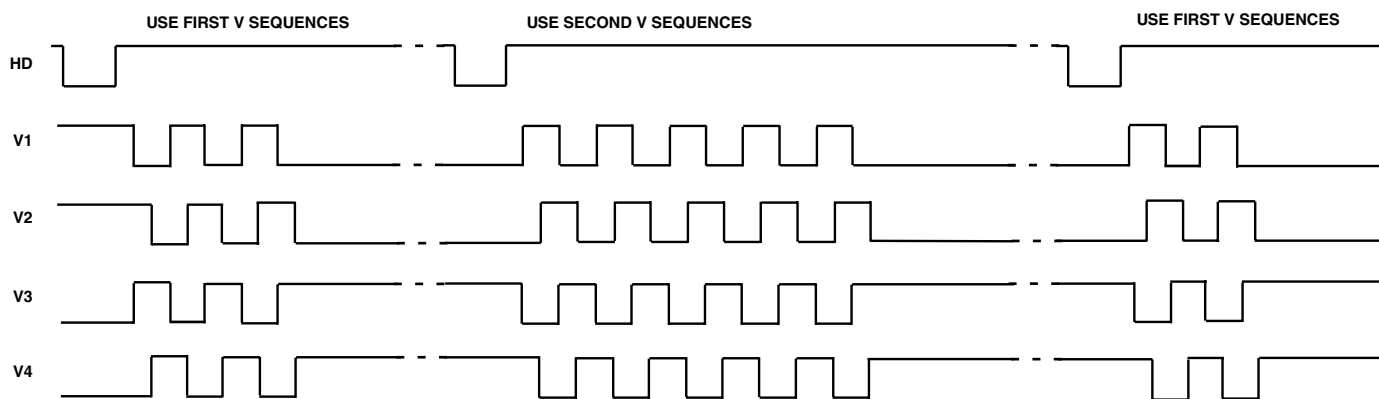 USE FIRST V SEQUENCES
USE SECOND V SEQUENCES
USE FIRST V SEQUENCES
HD
V1
V2
V3
V4